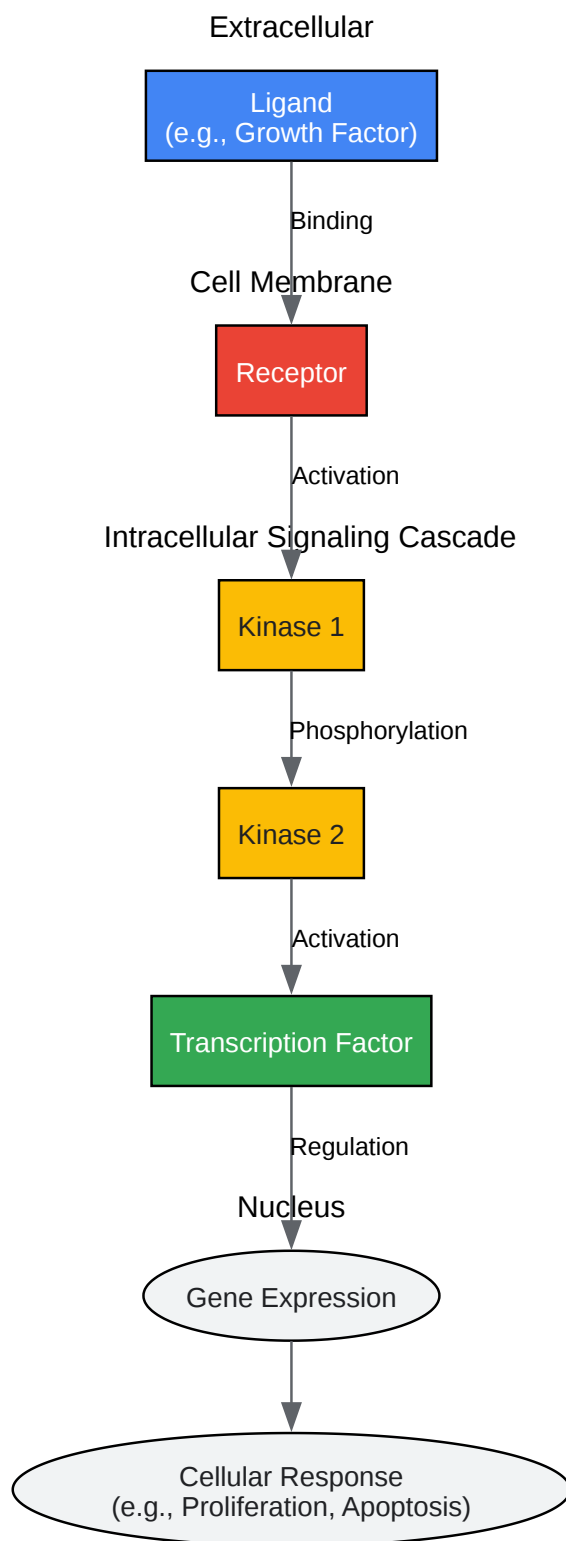 Extracellular
Ligand
(e.g., Growth Factor)
Binding
Cell Membrane
Receptor
Activation
Intracellular Signaling Cascade
Kinase 1
Phosphorylation
Kinase 2
Activation
Transcription Factor
Regulation
Nucleus
Gene Expression
Cellular Response
(e.g., Proliferation, Apoptosis)